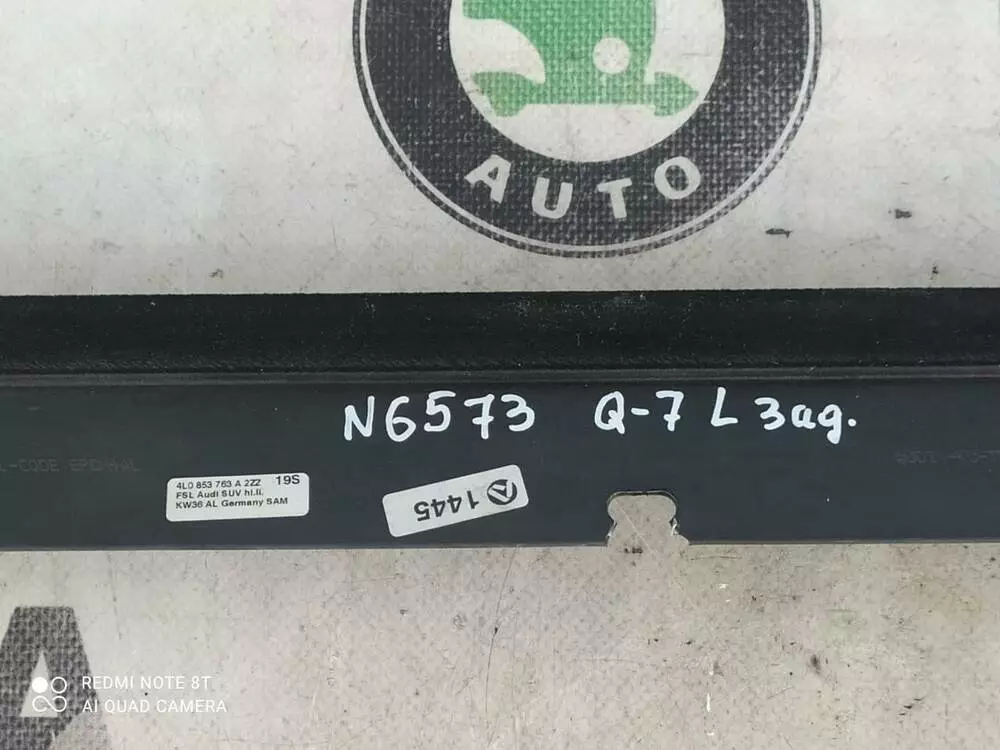 AUTO
N6573 Q-7 L Зад.
4L0 853 763 A 2ZZ 19S
FSL Audi SUV hi.li.
KW36 AL Germany SAM
1445
REDMI NOTE 8T
AI QUAD CAMERA